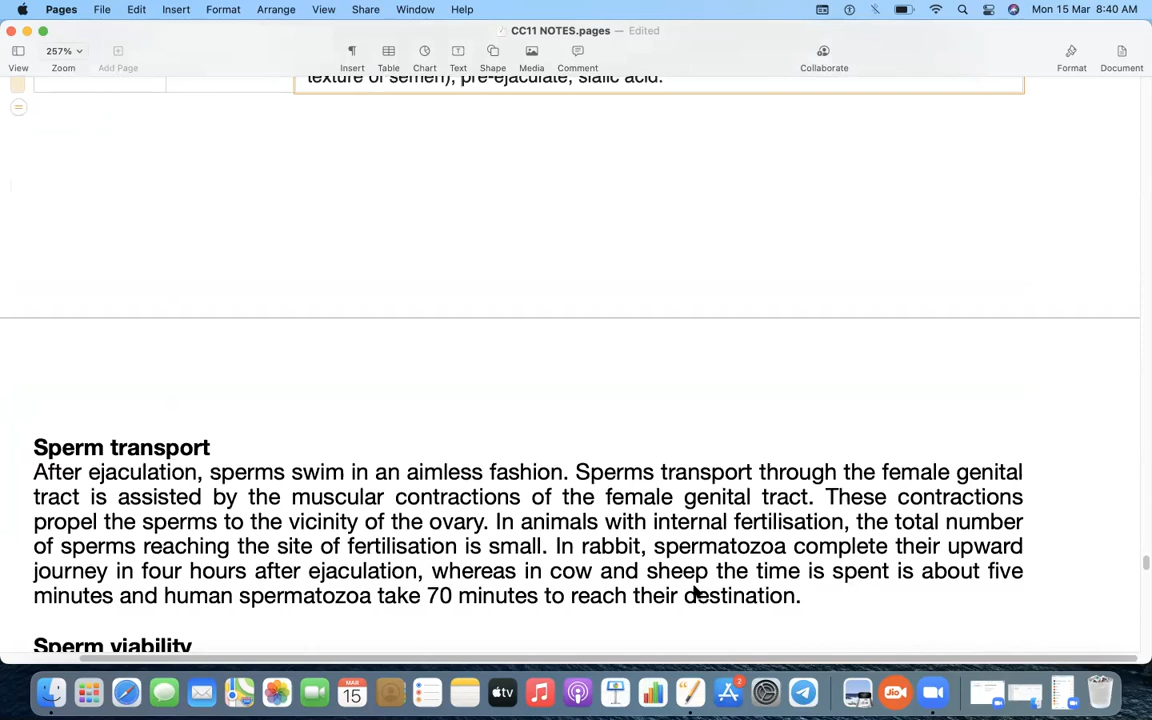 Pages File Edit Insert Format Arrange View Share Window Help Mon 15 Mar 8:40 AM
CC11 NOTES.pages — Edited
257%
View Zoom Add Page Insert Table Chart Text Shape Media Comment Collaborate Format Document
texture of semen), pre-ejaculate, sialic acid.
Sperm transport
After ejaculation, sperms swim in an aimless fashion. Sperms transport through the female genital
tract is assisted by the muscular contractions of the female genital tract. These contractions
propel the sperms to the vicinity of the ovary. In animals with internal fertilisation, the total number
of sperms reaching the site of fertilisation is small. In rabbit, spermatozoa complete their upward
journey in four hours after ejaculation, whereas in cow and sheep the time is spent is about five
minutes and human spermatozoa take 70 minutes to reach their destination.
Sperm viability
MAR
15
tv
2
Jio